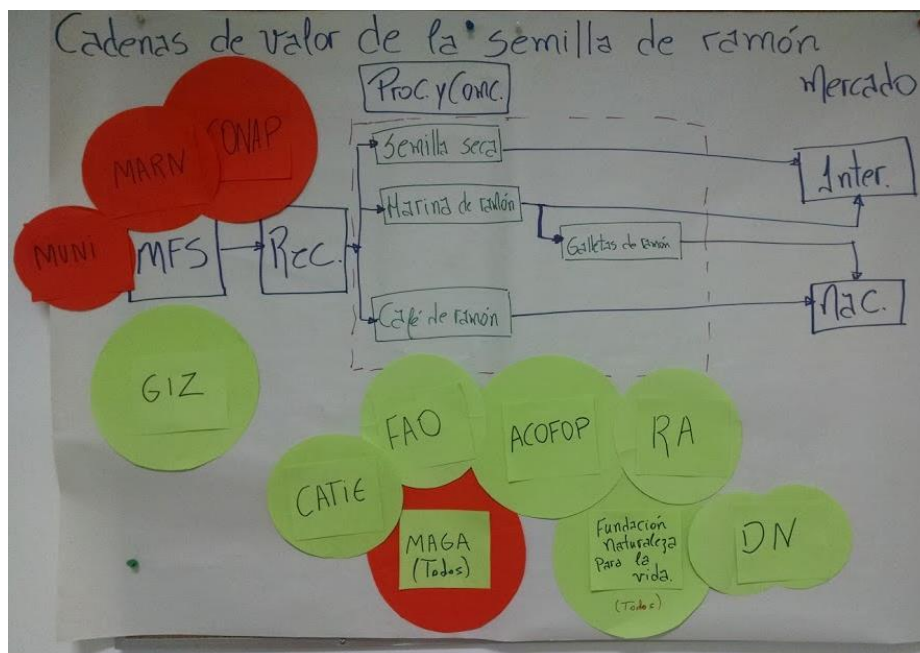 Cadenas de valor de la semilla de ramón
Proc. y Comc.
Mercado
CONAP
MARN
MUNI
MFS
Rec.
Semilla seca
Harina de ramón
Galletas de ramón
Café de ramón
Inter.
Nac.
GIZ
CATIE
FAO
ACOFOP
RA
MAGA
(Todos)
Fundación
Naturaleza
Para la
vida.
(Todos)
DN